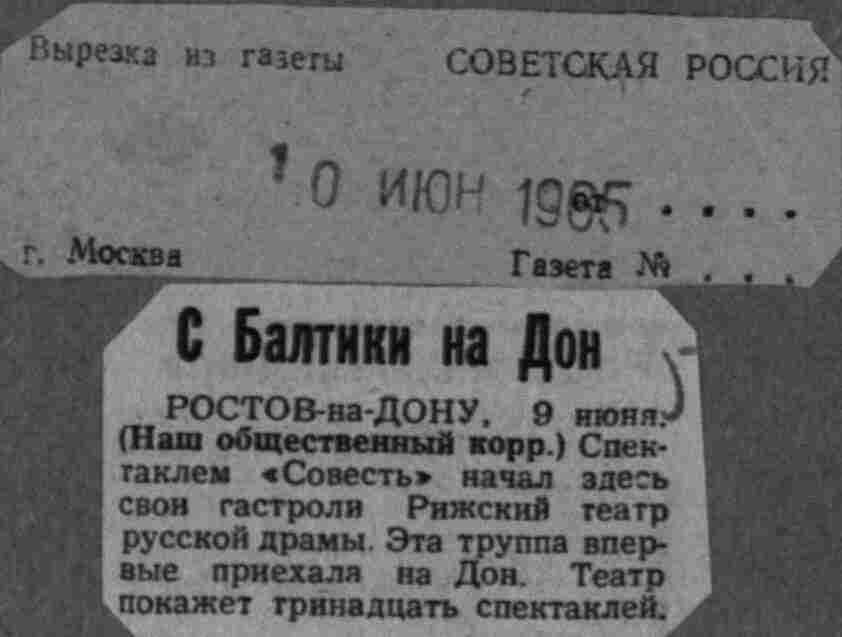 Вырезка из газеты СОВЕТСКАЯ РОССИЯ
10 ИЮН 1965 . . . .
г. Москва Газета № . . .
С Балтики на Дон
РОСТОВ-на-ДОНУ, 9 июня.
(Наш общественный корр.) Спек-
таклем «Совесть» начал здесь
свои гастроли Рижский театр
русской драмы. Эта труппа впер-
вые приехала на Дон. Театр
покажет тринадцать спектаклей.